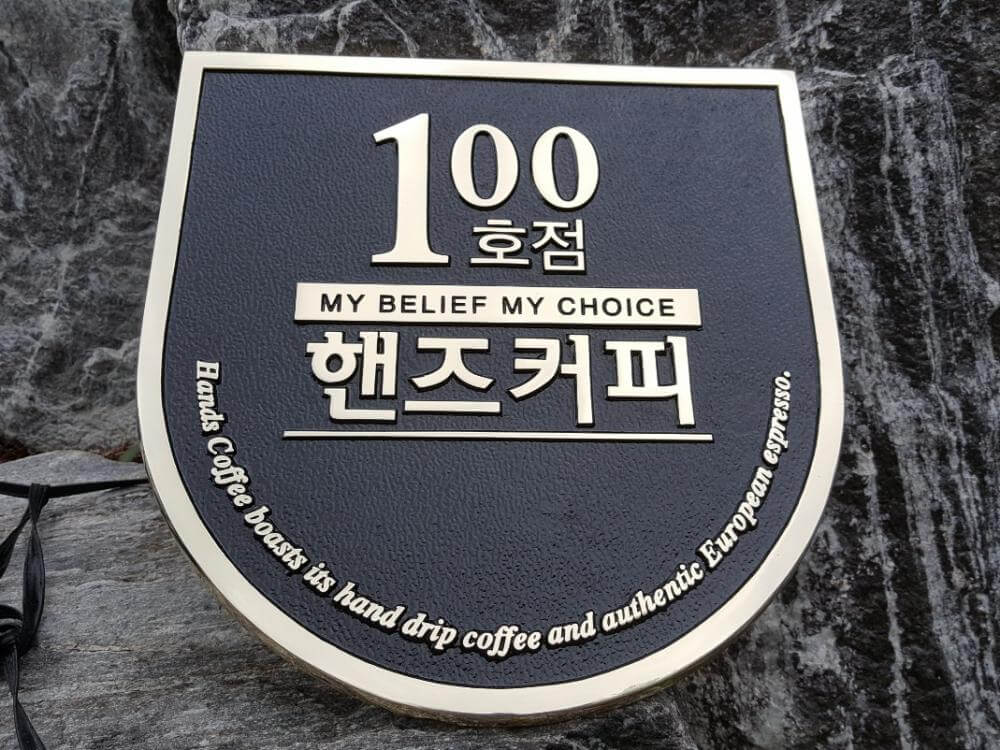 100
호점
MY BELIEF MY CHOICE
핸즈커피
Hands Coffee boasts its hand drip coffee and authentic European espresso.